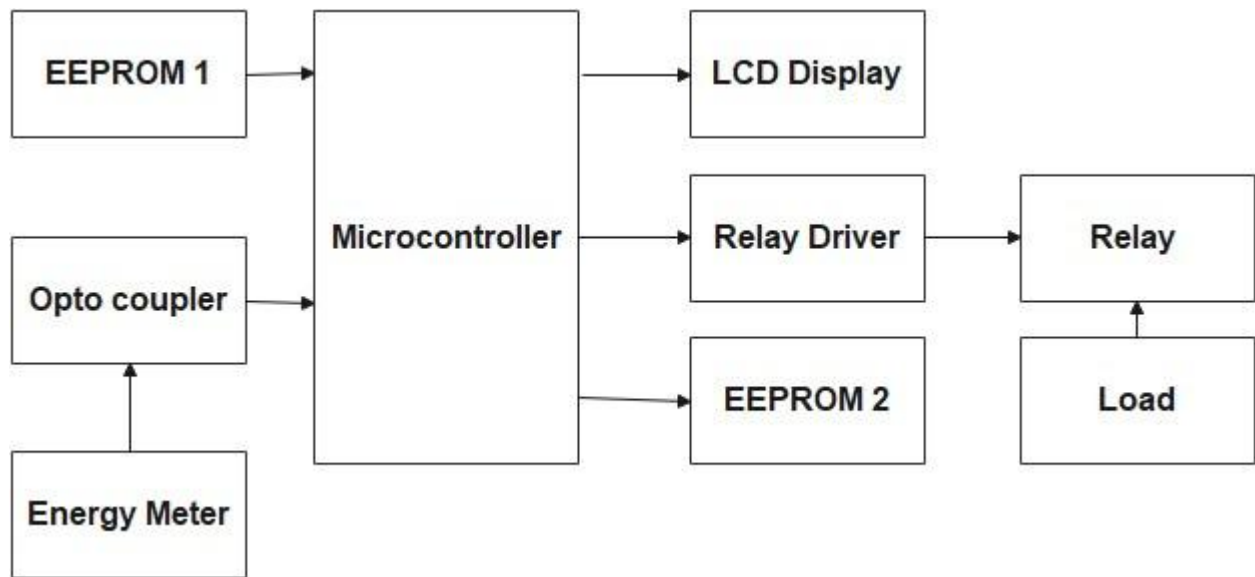 EEPROM 1
LCD Display
Microcontroller
Relay Driver
Relay
Opto coupler
EEPROM 2
Load
Energy Meter